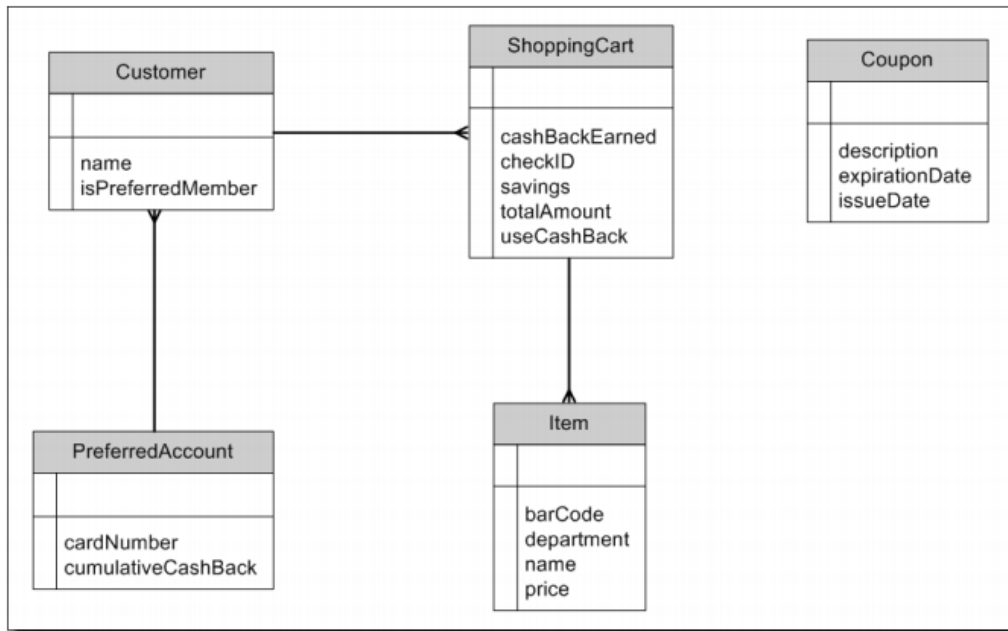 Customer
name
isPreferredMember
ShoppingCart
cashBackEarned
checkID
savings
totalAmount
useCashBack
Coupon
description
expirationDate
issueDate
PreferredAccount
cardNumber
cumulativeCashBack
Item
barCode
department
name
price